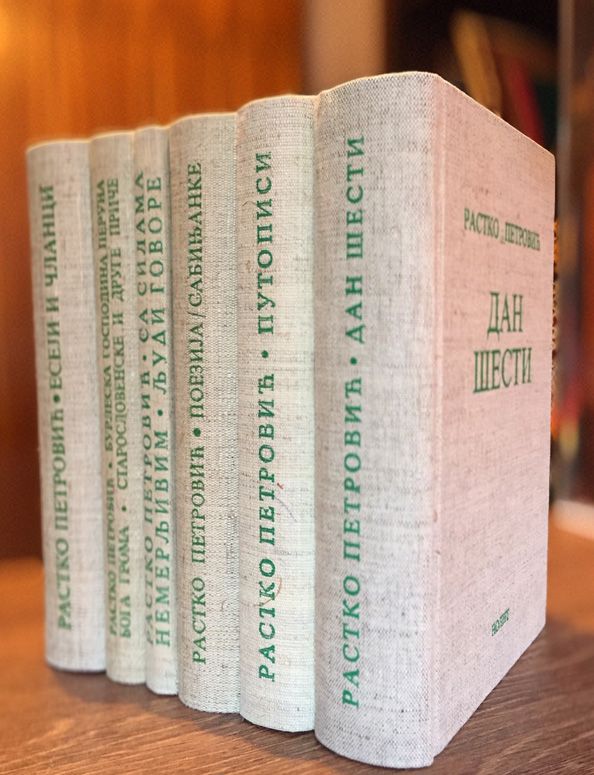 РАСТКО ПЕТРОВИЋ • ЕСЕЈИ И ЧЛАНЦИ
РАСТКО ПЕТРОВИЋ • БУРЛЕСКА ГОСПОДИНА ПЕРУНА
БОГА ГРОМА • СТАРОСЛОВЕНСКЕ И ДРУГЕ ПРИЧЕ
РАСТКО ПЕТРОВИЋ • СА СИЛАМА
НЕМЕРЉИВИМ • ЉУДИ ГОВОРЕ
РАСТКО ПЕТРОВИЋ • ПОЕЗИЈА/САБИЊАНКЕ
РАСТКО ПЕТРОВИЋ • ПУТОПИСИ
РАСТКО ПЕТРОВИЋ • ДАН ШЕСТИ
РАСТКО ПЕТРОВИЋ
ДАН
ШЕСТИ
НОЛИТ